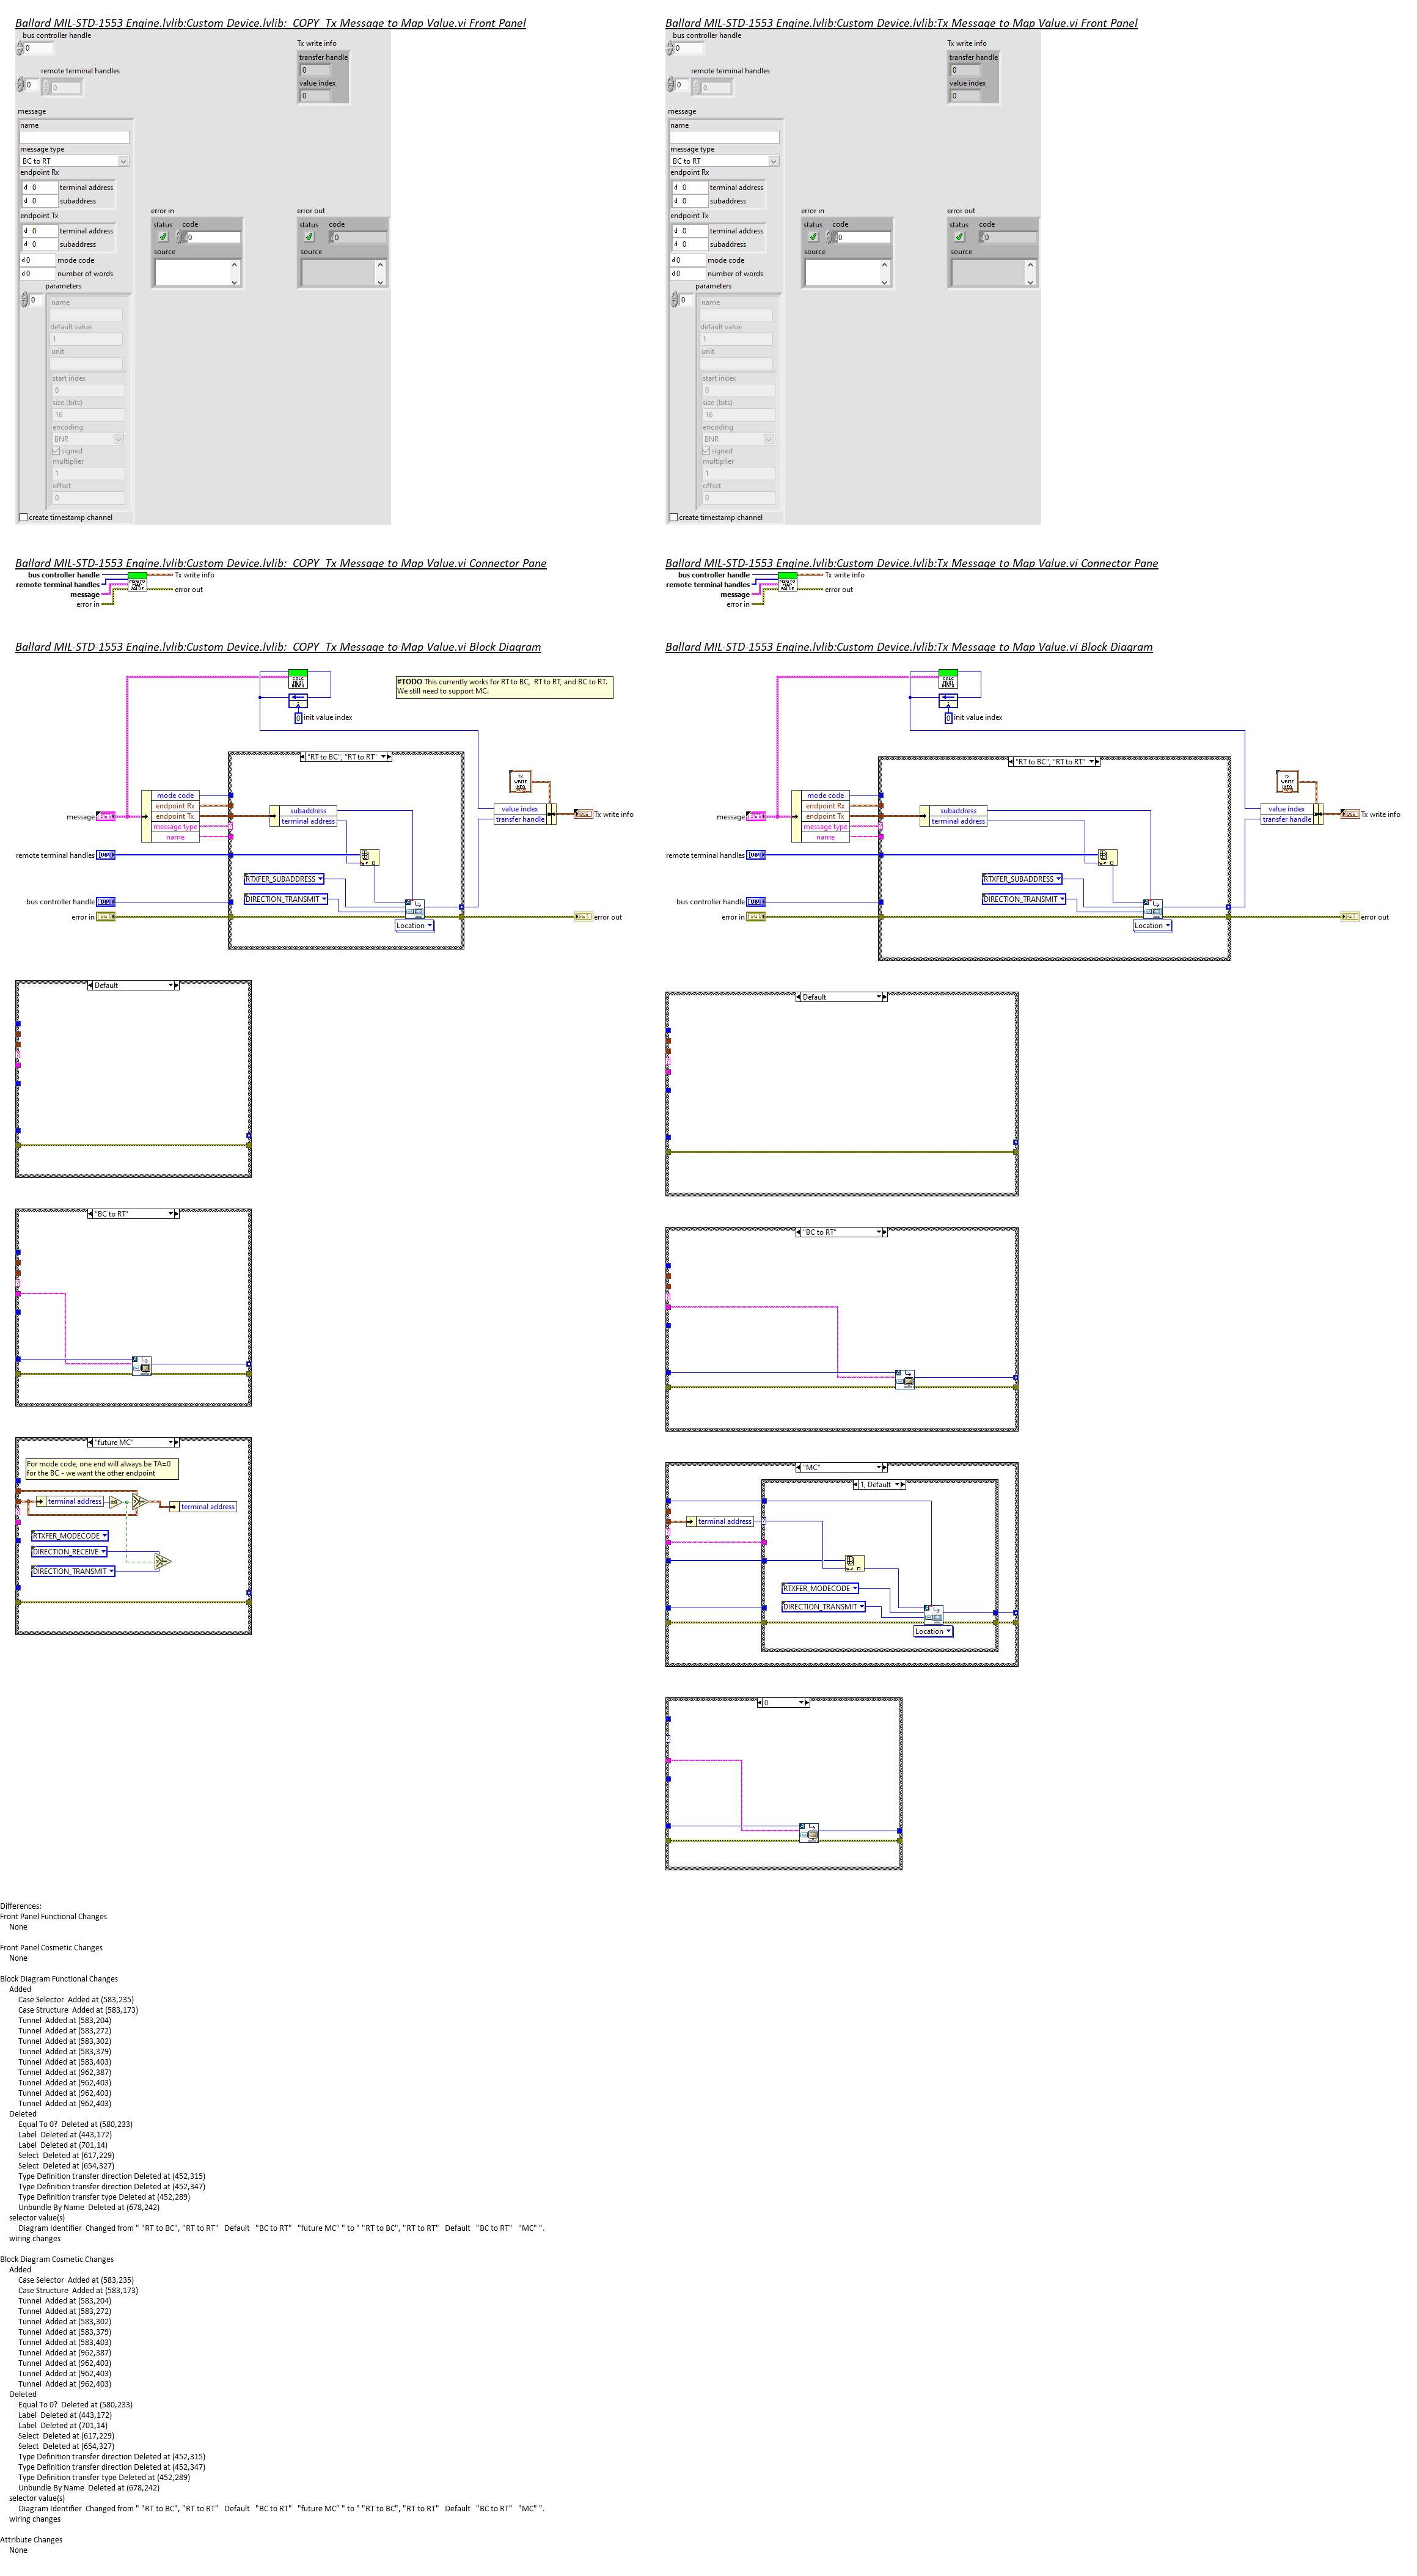 Ballard MIL-STD-1553 Engine.lvlib:Custom Device.lvlib:_COPY_Tx Message to Map Value.vi Front Panel
bus controller handle
0
remote terminal handles
0
0
Tx write info
transfer handle
0
value index
0
message
name
message type
BC to RT
endpoint Rx
d 0 terminal address
d 0 subaddress
endpoint Tx
d 0 terminal address
d 0 subaddress
d 0 mode code
d 0 number of words
parameters
0
name
default value
1
unit
start index
0
size (bits)
16
encoding
BNR
signed
multiplier
1
offset
0
create timestamp channel
error in
status code
0
source
error out
status code
0
source
Ballard MIL-STD-1553 Engine.lvlib:Custom Device.lvlib:Tx Message to Map Value.vi Front Panel
bus controller handle
0
remote terminal handles
0
0
Tx write info
transfer handle
0
value index
0
message
name
message type
BC to RT
endpoint Rx
d 0 terminal address
d 0 subaddress
endpoint Tx
d 0 terminal address
d 0 subaddress
d 0 mode code
d 0 number of words
parameters
0
name
default value
1
unit
start index
0
size (bits)
16
encoding
BNR
signed
multiplier
1
offset
0
create timestamp channel
error in
status code
0
source
error out
status code
0
source
Ballard MIL-STD-1553 Engine.lvlib:Custom Device.lvlib:_COPY_Tx Message to Map Value.vi Connector Pane
bus controller handle
remote terminal handles
message
error in
MSG TO
MAP
VALUE
Tx write info
error out
Ballard MIL-STD-1553 Engine.lvlib:Custom Device.lvlib:Tx Message to Map Value.vi Connector Pane
bus controller handle
remote terminal handles
message
error in
MSG TO
MAP
VALUE
Tx write info
error out
Ballard MIL-STD-1553 Engine.lvlib:Custom Device.lvlib:_COPY_Tx Message to Map Value.vi Block Diagram
CALC
NEXT
INDEX
#TODO This currently works for RT to BC, RT to RT, and BC to RT.
We still need to support MC.
0 init value index
"RT to BC", "RT to RT"
TX
WRITE
INFO
mode code
endpoint Rx
endpoint Tx
message type
name
subaddress
terminal address
value index
transfer handle
Tx write info
message
remote terminal handles
RTXFER_SUBADDRESS
DIRECTION_TRANSMIT
bus controller handle
error in
error out
Location
Default
"BC to RT"
"future MC"
For mode code, one end will always be TA=0
for the BC - we want the other endpoint
terminal address
terminal address
RTXFER_MODECODE
DIRECTION_RECEIVE
DIRECTION_TRANSMIT
Ballard MIL-STD-1553 Engine.lvlib:Custom Device.lvlib:Tx Message to Map Value.vi Block Diagram
CALC
NEXT
INDEX
0 init value index
"RT to BC", "RT to RT"
TX
WRITE
INFO
mode code
endpoint Rx
endpoint Tx
message type
name
subaddress
terminal address
value index
transfer handle
Tx write info
message
remote terminal handles
RTXFER_SUBADDRESS
DIRECTION_TRANSMIT
bus controller handle
error in
error out
Location
Default
"BC to RT"
"MC"
1, Default
terminal address
RTXFER_MODECODE
DIRECTION_TRANSMIT
Location
0
Differences:
Front Panel Functional Changes
None
Front Panel Cosmetic Changes
None
Block Diagram Functional Changes
Added
Case Selector Added at (583,235)
Case Structure Added at (583,173)
Tunnel Added at (583,204)
Tunnel Added at (583,272)
Tunnel Added at (583,302)
Tunnel Added at (583,379)
Tunnel Added at (583,403)
Tunnel Added at (962,387)
Tunnel Added at (962,403)
Tunnel Added at (962,403)
Tunnel Added at (962,403)
Deleted
Equal To 0? Deleted at (580,233)
Label Deleted at (443,172)
Label Deleted at (701,14)
Select Deleted at (617,229)
Select Deleted at (654,327)
Type Definition transfer direction Deleted at (452,315)
Type Definition transfer direction Deleted at (452,347)
Type Definition transfer type Deleted at (452,289)
Unbundle By Name Deleted at (678,242)
selector value(s)
Diagram Identifier Changed from " "RT to BC", "RT to RT" Default "BC to RT" "future MC" " to " "RT to BC", "RT to RT" Default "BC to RT" "MC" ".
wiring changes
Block Diagram Cosmetic Changes
Added
Case Selector Added at (583,235)
Case Structure Added at (583,173)
Tunnel Added at (583,204)
Tunnel Added at (583,272)
Tunnel Added at (583,302)
Tunnel Added at (583,379)
Tunnel Added at (583,403)
Tunnel Added at (962,387)
Tunnel Added at (962,403)
Tunnel Added at (962,403)
Tunnel Added at (962,403)
Deleted
Equal To 0? Deleted at (580,233)
Label Deleted at (443,172)
Label Deleted at (701,14)
Select Deleted at (617,229)
Select Deleted at (654,327)
Type Definition transfer direction Deleted at (452,315)
Type Definition transfer direction Deleted at (452,347)
Type Definition transfer type Deleted at (452,289)
Unbundle By Name Deleted at (678,242)
selector value(s)
Diagram Identifier Changed from " "RT to BC", "RT to RT" Default "BC to RT" "future MC" " to " "RT to BC", "RT to RT" Default "BC to RT" "MC" ".
wiring changes
Attribute Changes
None